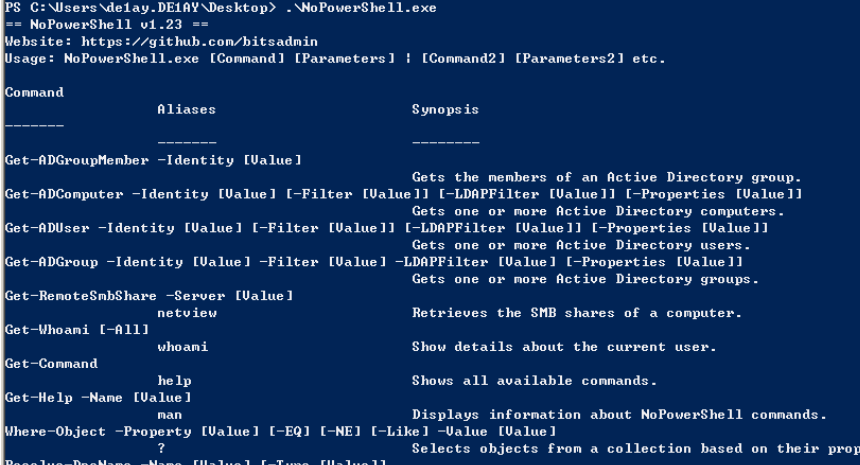 PS C:\Users\de1ay.DE1AY\Desktop> .\NoPowerShell.exe
== NoPowerShell v1.23 ==
Website: https://github.com/bitsadmin
Usage: NoPowerShell.exe [Command] [Parameters] | [Command2] [Parameters2] etc.
Command
Aliases Synopsis
-------
------- --------
Get-ADGroupMember -Identity [Value]
Gets the members of an Active Directory group.
Get-ADComputer -Identity [Value] [-Filter [Value]] [-LDAPFilter [Value]] [-Properties [Value]]
Gets one or more Active Directory computers.
Get-ADUser -Identity [Value] [-Filter [Value]] [-LDAPFilter [Value]] [-Properties [Value]]
Gets one or more Active Directory users.
Get-ADGroup -Identity [Value] -Filter [Value] -LDAPFilter [Value] [-Properties [Value]]
Gets one or more Active Directory groups.
Get-RemoteSmbShare -Server [Value]
netview Retrieves the SMB shares of a computer.
Get-Whoami [-All]
whoami Show details about the current user.
Get-Command
help Shows all available commands.
Get-Help -Name [Value]
man Displays information about NoPowerShell commands.
Where-Object -Property [Value] [-EQ] [-NE] [-Like] -Value [Value]
? Selects objects from a collection based on their prop
Resolve-DnsName -Name [Value] [-Type [Value]]